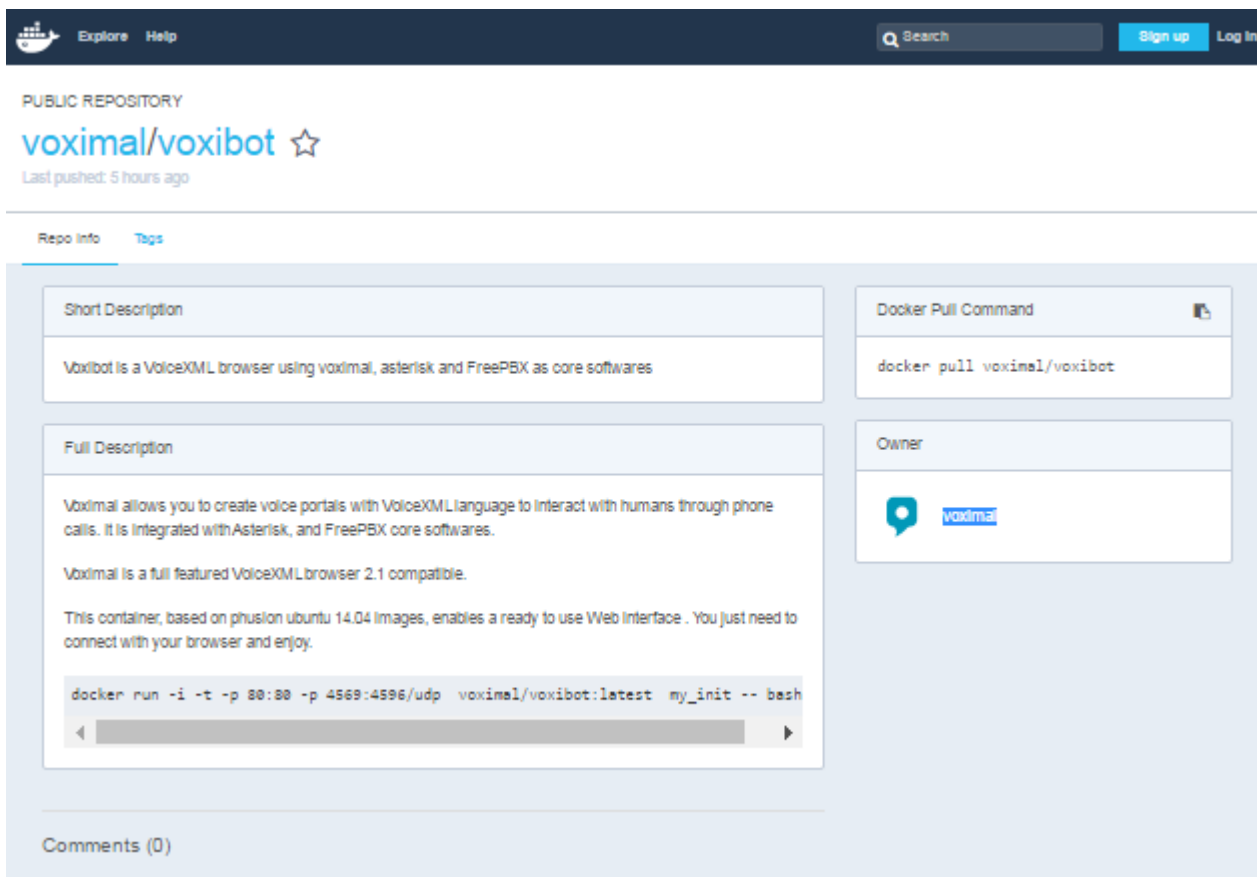 Explore Help Search Sign up Log In
PUBLIC REPOSITORY
voximal/voxibot
Last pushed: 5 hours ago
Repo Info Tags
Short Description
Voxibot is a VoiceXML browser using voximal, asterisk and FreePBX as core softwares
Full Description
Voximal allows you to create voice portals with VoiceXML language to interact with humans through phone
calls. It is integrated with Asterisk, and FreePBX core softwares.
Voximal is a full featured VoiceXML browser 2.1 compatible.
This container, based on phusion ubuntu 14.04 images, enables a ready to use Web interface . You just need to
connect with your browser and enjoy.
docker run -i -t -p 80:80 -p 4569:4596/udp voximal/voxibot:latest my_init -- bash
Docker Pull Command
docker pull voximal/voxibot
Owner
voximal
Comments (0)